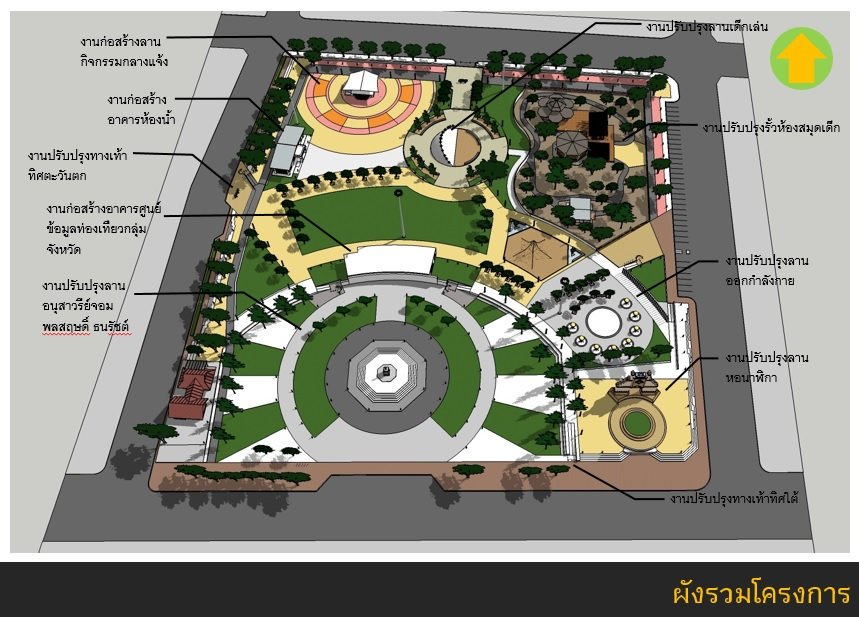 งานก่อสร้างลาน
กิจกรรมกลางแจ้ง
งานก่อสร้าง
อาคารห้องน้ำ
งานปรับปรุงทางเท้า
ทิศตะวันตก
งานก่อสร้างอาคารศูนย์
ข้อมูลท่องเทียวกลุ่ม
จังหวัด
งานปรับปรุงลาน
อนุสาวรีย์จอม
พลสฤษดิ์ ธนรัชต์
งานปรับปรุงลานเด็กเล่น
งานปรับปรุงรั้วห้องสมุดเด็ก
งานปรับปรุงลาน
ออกกำลังกาย
งานปรับปรุงลาน
หอนาฬิกา
งานปรับปรุงทางเท้าทิศใต้
ผังรวมโครงการ